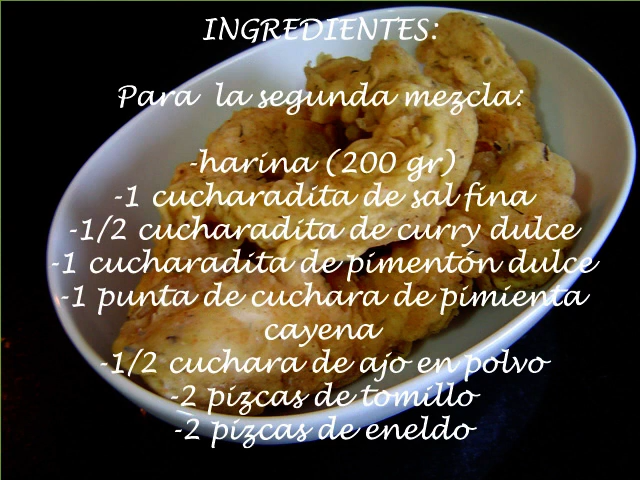 INGREDIENTES:
Para la segunda mezcla:
-harina (200 gr)
-1 cucharadita de sal fina
-1/2 cucharadita de curry dulce
-1 cucharadita de pimentón dulce
-1 punta de cuchara de pimienta
cayena
-1/2 cuchara de ajo en polvo
-2 pizcas de tomillo
-2 pizcas de eneldo